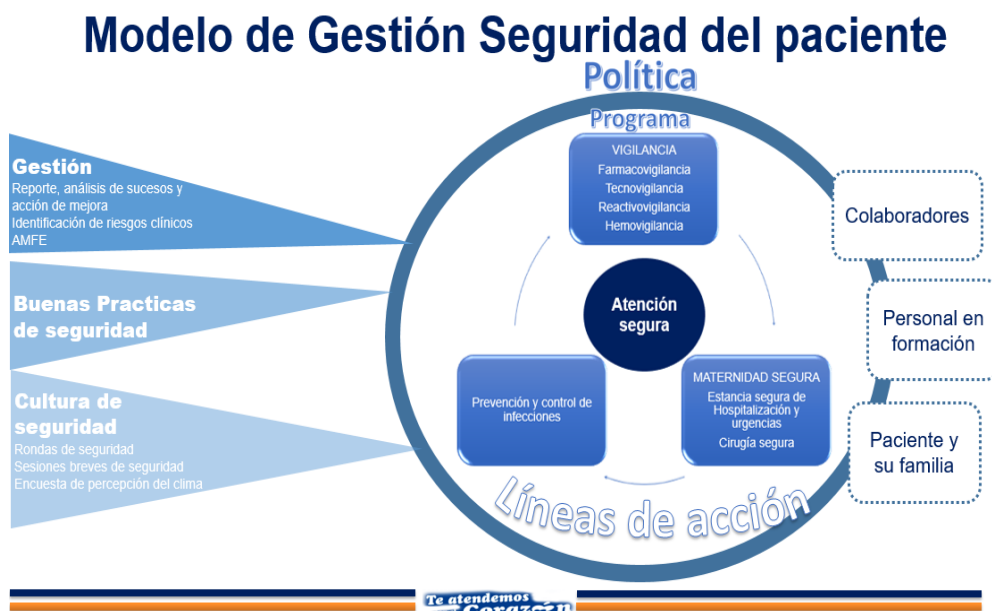 Modelo de Gestión Seguridad del paciente
Política
Programa
VIGILANCIA
Farmacovigilancia
Tecnovigilancia
Reactivovigilancia
Hemovigilancia
Gestión
Reporte, análisis de sucesos y
acción de mejora
Identificación de riesgos clínicos
AMFE
Buenas Practicas
de seguridad
Cultura de
seguridad
Rondas de seguridad
Sesiones breves de seguridad
Encuesta de percepción del clima
Atención
segura
Prevención y control de
infecciones
MATERNIDAD SEGURA
Estancia segura de
Hospitalización y
urgencias
Cirugía segura
Líneas de acción
Colaboradores
Personal en
formación
Paciente y
su familia
Te atendemos
Corazón